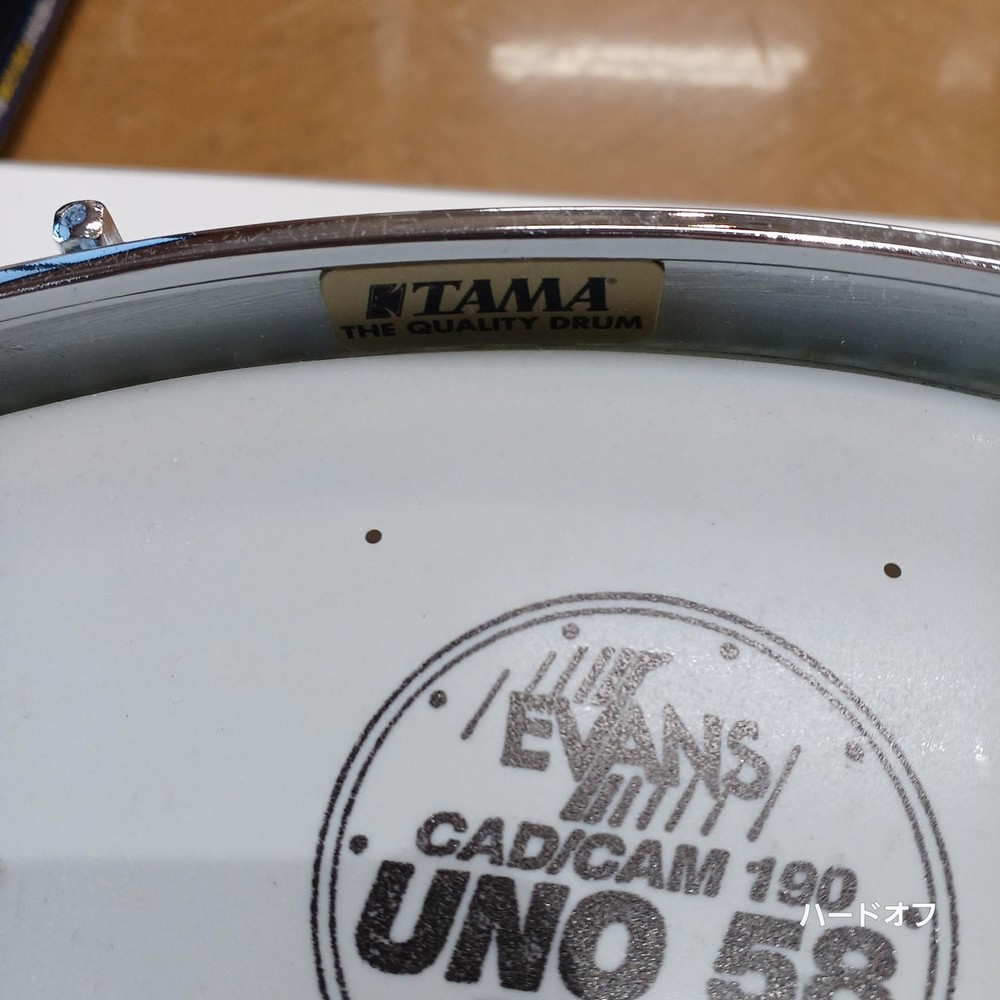 TAMA®
THE QUALITY DRUM
EVANS
CAD/CAM 190
UNO 58
ハードオフ